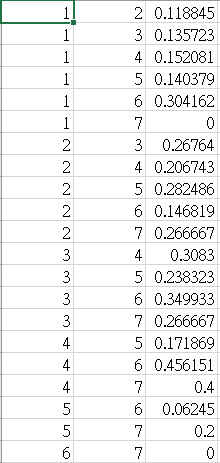 1 2 0.118845
1 3 0.135723
1 4 0.152081
1 5 0.140379
1 6 0.304162
1 7 0
2 3 0.26764
2 4 0.206743
2 5 0.282486
2 6 0.146819
2 7 0.266667
3 4 0.3083
3 5 0.238323
3 6 0.349933
3 7 0.266667
4 5 0.171869
4 6 0.456151
4 7 0.4
5 6 0.06245
5 7 0.2
6 7 0